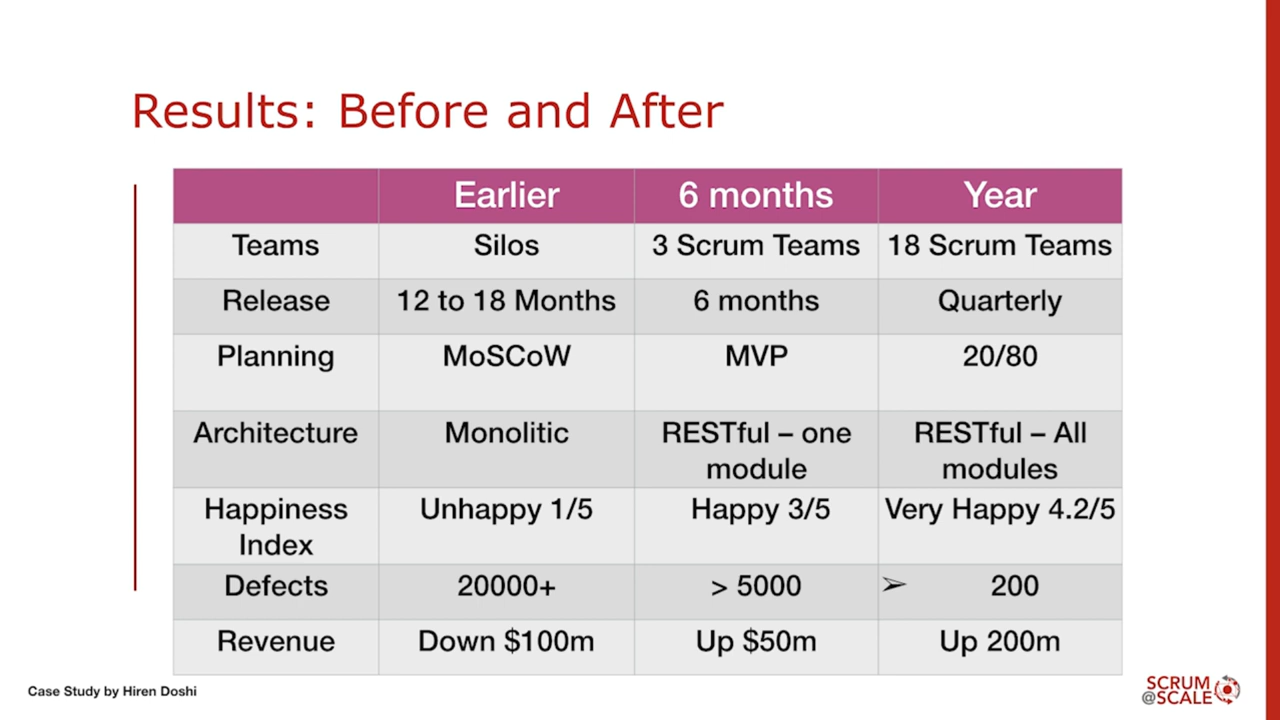 Results: Before and After
Earlier 6 months Year
Teams Silos 3 Scrum Teams 18 Scrum Teams
Release 12 to 18 Months 6 months Quarterly
Planning MoSCoW MVP 20/80
Architecture Monolitic RESTful – one module RESTful – All modules
Happiness Index Unhappy 1/5 Happy 3/5 Very Happy 4.2/5
Defects 20000+ > 5000 ➢ 200
Revenue Down $100m Up $50m Up 200m
Case Study by Hiren Doshi
SCRUM
@SCALE